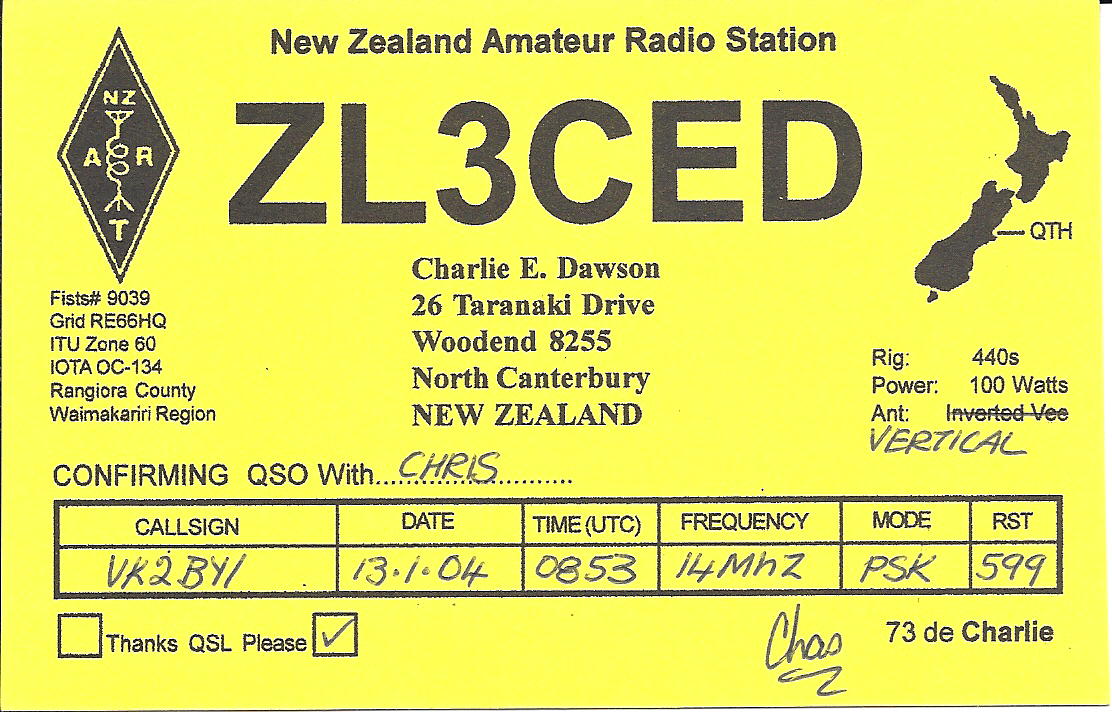 New Zealand Amateur Radio Station
NZ
A R
T
ZL3CED
QTH
Charlie E. Dawson
26 Taranaki Drive
Woodend 8255
North Canterbury
NEW ZEALAND
Fists# 9039
Grid RE66HQ
ITU Zone 60
IOTA OC-134
Rangiora County
Waimakariri Region
Rig: 440s
Power: 100 Watts
Ant: Inverted Vee
VERTICAL
CONFIRMING QSO With....CHRIS..........
CALLSIGN DATE TIME (UTC) FREQUENCY MODE RST
VK2BYI 13.1.04 0853 14MhZ PSK 599
Thanks QSL Please ✓
Chas
73 de Charlie